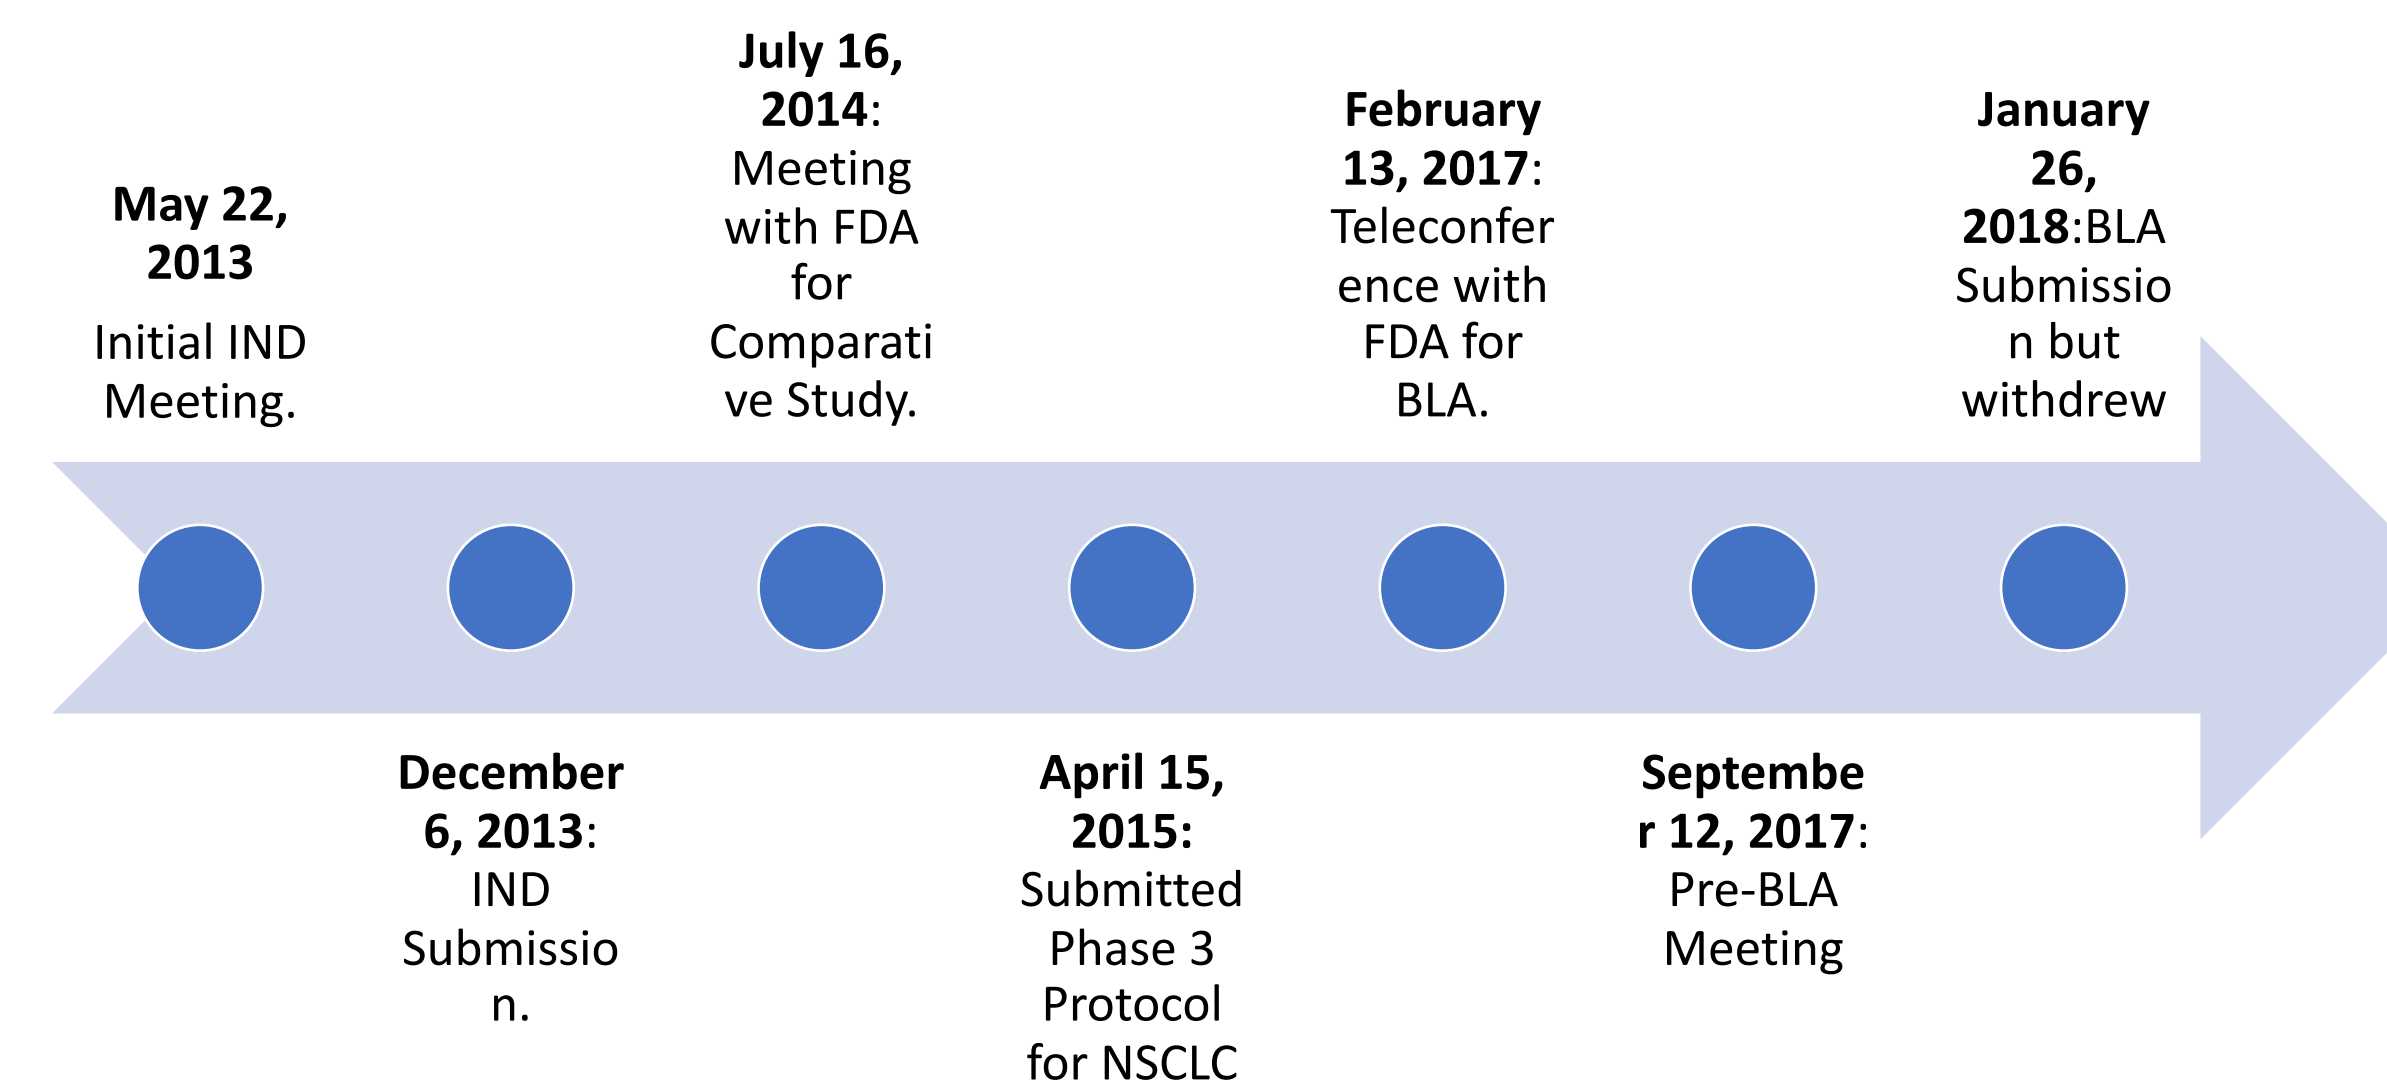 May 22,
2013
Initial IND
Meeting.
December
6, 2013:
IND
Submissio
n.
July 16,
2014:
Meeting
with FDA
for
Comparati
ve Study.
April 15,
2015:
Submitted
Phase 3
Protocol
for NSCLC
February
13, 2017:
Teleconfer
ence with
FDA for
BLA.
Septembe
r 12, 2017:
Pre-BLA
Meeting
January
26,
2018:BLA
Submissio
n but
withdrew